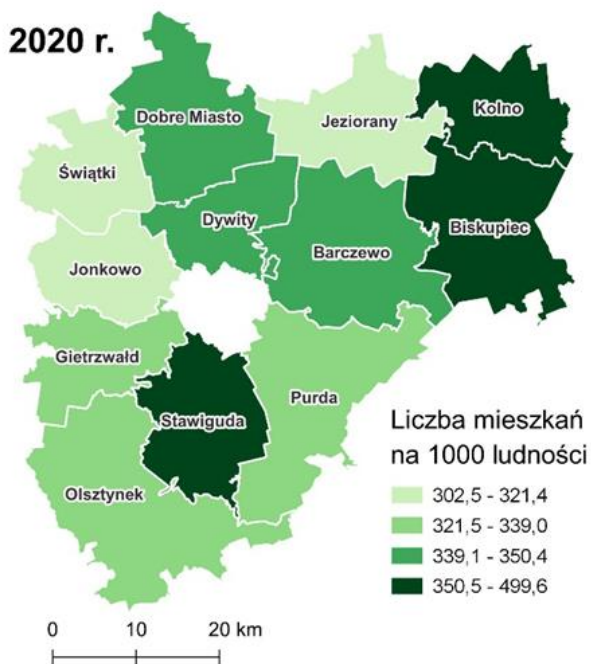 2020 r.
Dobre Miasto
Jeziorany
Kolno
Świątki
Dywity
Biskupiec
Barczewo
Jonkowo
Gietrzwałd
Purda
Stawiguda
Olsztynek
Liczba mieszkań
na 1000 ludności
302,5 - 321,4
321,5 - 339,0
339,1 - 350,4
350,5 - 499,6
0 10 20 km